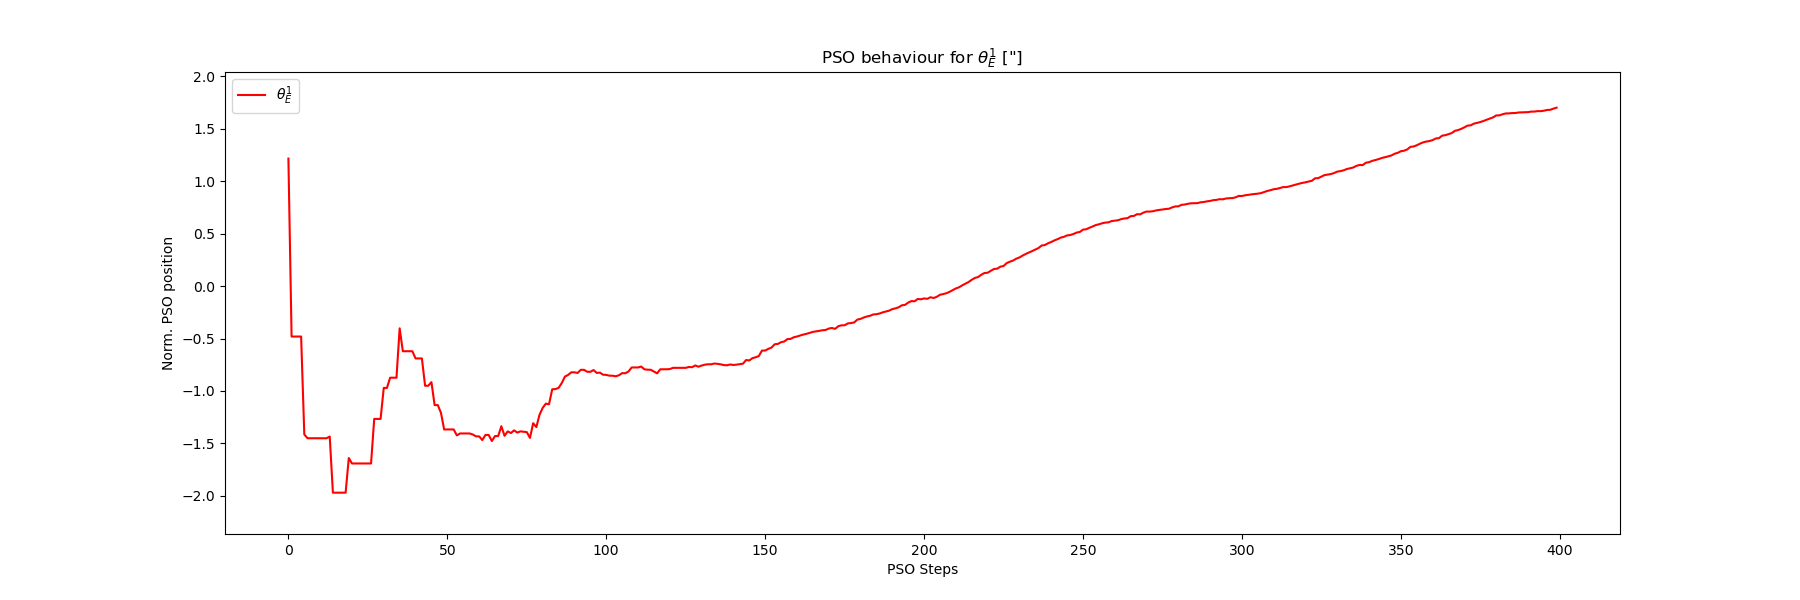 PSO behaviour for θ_E^1 ["]
θ_E^1
2.0
1.5
1.0
0.5
0.0
−0.5
−1.0
−1.5
−2.0
Norm. PSO position
0 50 100 150 200 250 300 350 400
PSO Steps